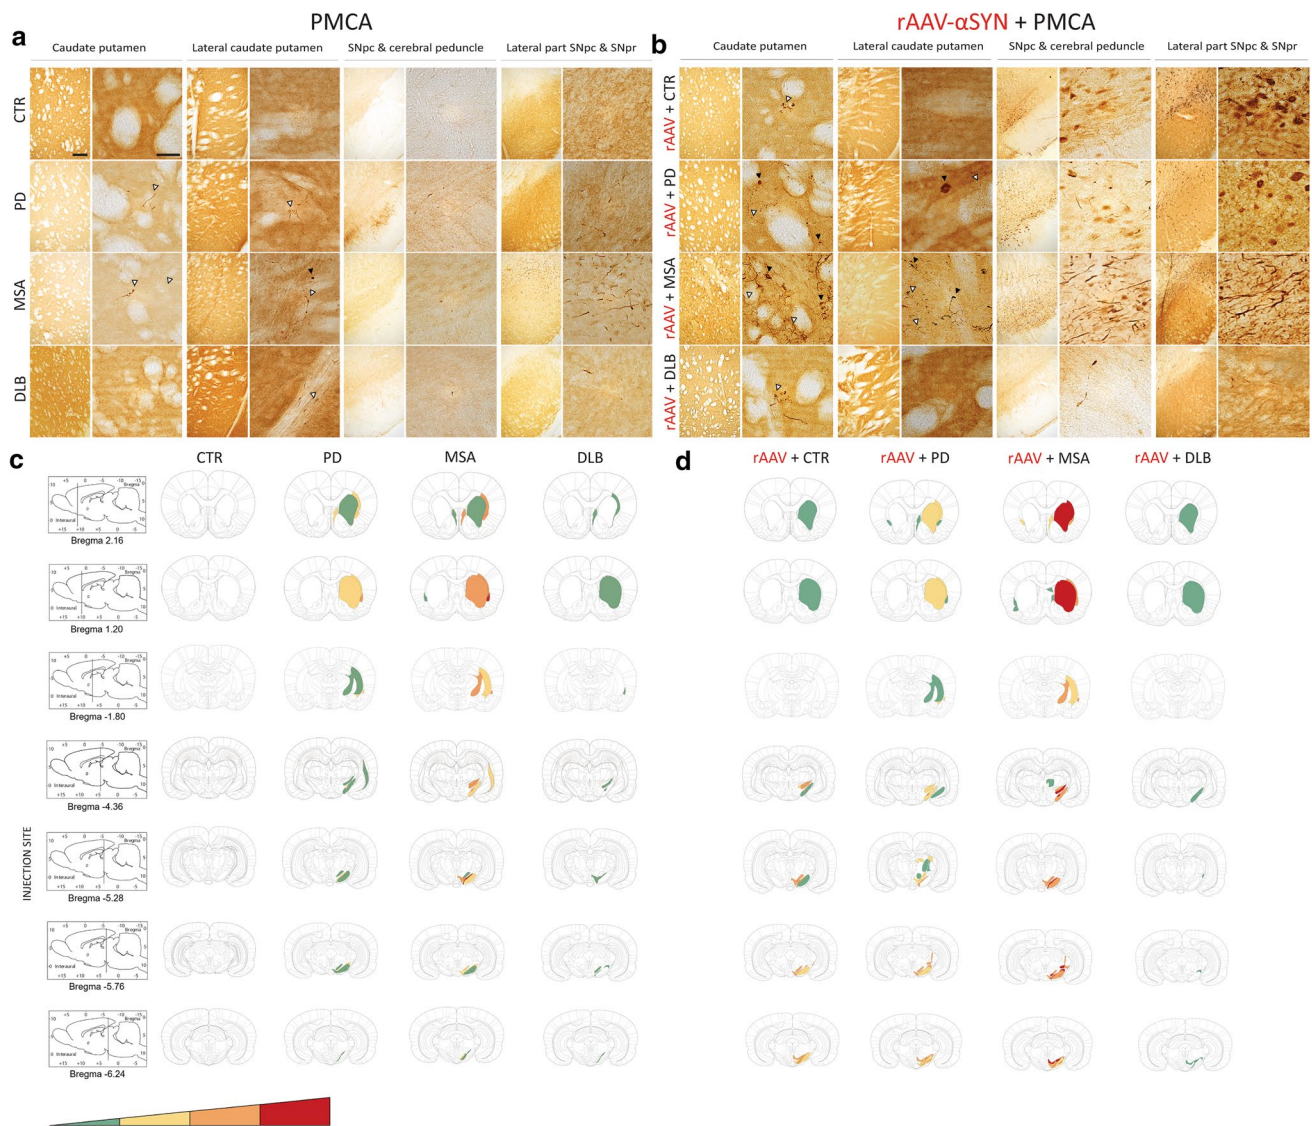 PMCA
rAAV-αSYN + PMCA
a
Caudate putamen
Lateral caudate putamen
SNpc & cerebral peduncle
Lateral part SNpc & SNpr
b
Caudate putamen
Lateral caudate putamen
SNpc & cerebral peduncle
Lateral part SNpc & SNpr
CTR
PD
MSA
DLB
rAAV + CTR
rAAV + PD
rAAV + MSA
rAAV + DLB
c
CTR
PD
MSA
DLB
d
rAAV + CTR
rAAV + PD
rAAV + MSA
rAAV + DLB
Bregma 2.16
Bregma 1.20
Bregma -1.80
Bregma -4.36
INJECTION SITE
Bregma -5.28
Bregma -5.76
Bregma -6.24